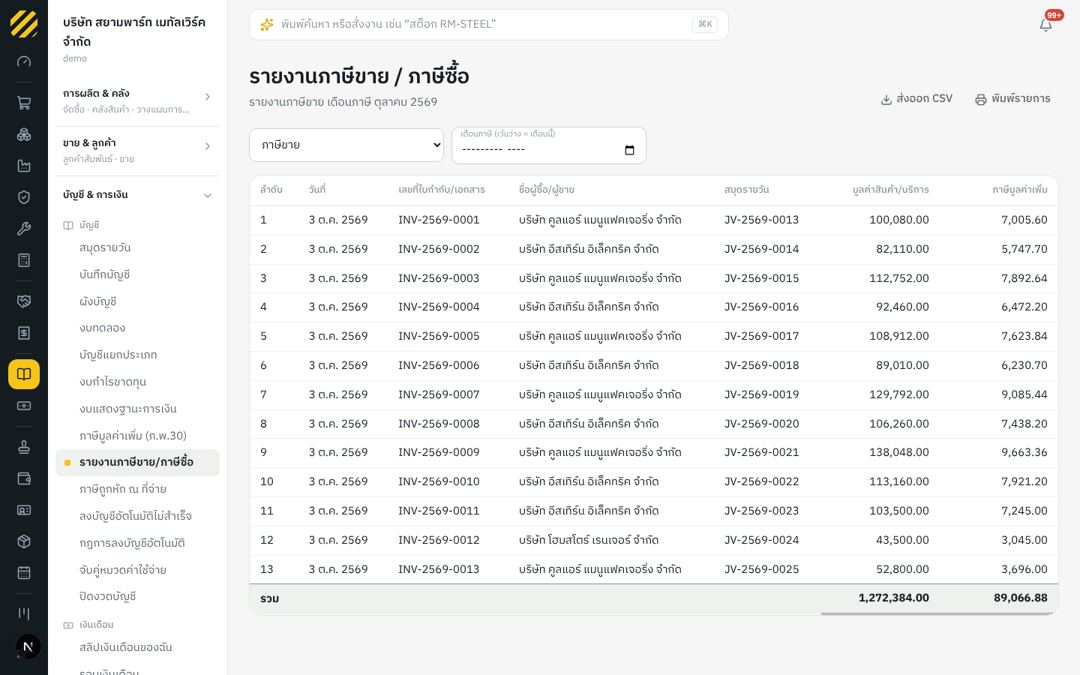 บริษัท สยามพาร์ท เมทัลเวิร์ค จำกัด
demo
การผลิต & คลัง
จัดซื้อ · คลังสินค้า · วางแผนการ...
ขาย & ลูกค้า
ลูกค้าสัมพันธ์ · ขาย
บัญชี & การเงิน
บัญชี
สมุดรายวัน
บันทึกบัญชี
ผังบัญชี
งบทดลอง
บัญชีแยกประเภท
งบกำไรขาดทุน
งบแสดงฐานะการเงิน
ภาษีมูลค่าเพิ่ม (ภ.พ.30)
รายงานภาษีขาย/ภาษีซื้อ
ภาษีถูกหัก ณ ที่จ่าย
ลงบัญชีอัตโนมัติไม่สำเร็จ
กฎการลงบัญชีอัตโนมัติ
จับคู่หมวดค่าใช้จ่าย
ปิดงวดบัญชี
เงินเดือน
สลิปเงินเดือนของฉัน
N
พิมพ์ค้นหา หรือสั่งงาน เช่น “สต็อก RM-STEEL”
⌘K
99+
รายงานภาษีขาย / ภาษีซื้อ
รายงานภาษีขาย เดือนภาษี ตุลาคม 2569
ส่งออก CSV
พิมพ์รายการ
ภาษีขาย
เดือนภาษี (เว้นว่าง = เดือนนี้)
--------- ----
ลำดับ วันที่ เลขที่ใบกำกับ/เอกสาร ชื่อผู้ซื้อ/ผู้ขาย สมุดรายวัน มูลค่าสินค้า/บริการ ภาษีมูลค่าเพิ่ม
1 3 ต.ค. 2569 INV-2569-0001 บริษัท คูลแอร์ แมนูแฟคเจอริ่ง จำกัด JV-2569-0013 100,080.00 7,005.60
2 3 ต.ค. 2569 INV-2569-0002 บริษัท อีสเทิร์น อิเล็คทริค จำกัด JV-2569-0014 82,110.00 5,747.70
3 3 ต.ค. 2569 INV-2569-0003 บริษัท คูลแอร์ แมนูแฟคเจอริ่ง จำกัด JV-2569-0015 112,752.00 7,892.64
4 3 ต.ค. 2569 INV-2569-0004 บริษัท อีสเทิร์น อิเล็คทริค จำกัด JV-2569-0016 92,460.00 6,472.20
5 3 ต.ค. 2569 INV-2569-0005 บริษัท คูลแอร์ แมนูแฟคเจอริ่ง จำกัด JV-2569-0017 108,912.00 7,623.84
6 3 ต.ค. 2569 INV-2569-0006 บริษัท อีสเทิร์น อิเล็คทริค จำกัด JV-2569-0018 89,010.00 6,230.70
7 3 ต.ค. 2569 INV-2569-0007 บริษัท คูลแอร์ แมนูแฟคเจอริ่ง จำกัด JV-2569-0019 129,792.00 9,085.44
8 3 ต.ค. 2569 INV-2569-0008 บริษัท อีสเทิร์น อิเล็คทริค จำกัด JV-2569-0020 106,260.00 7,438.20
9 3 ต.ค. 2569 INV-2569-0009 บริษัท คูลแอร์ แมนูแฟคเจอริ่ง จำกัด JV-2569-0021 138,048.00 9,663.36
10 3 ต.ค. 2569 INV-2569-0010 บริษัท อีสเทิร์น อิเล็คทริค จำกัด JV-2569-0022 113,160.00 7,921.20
11 3 ต.ค. 2569 INV-2569-0011 บริษัท อีสเทิร์น อิเล็คทริค จำกัด JV-2569-0023 103,500.00 7,245.00
12 3 ต.ค. 2569 INV-2569-0012 บริษัท โฮมสโตร์ เรนเจอร์ จำกัด JV-2569-0024 43,500.00 3,045.00
13 3 ต.ค. 2569 INV-2569-0013 บริษัท คูลแอร์ แมนูแฟคเจอริ่ง จำกัด JV-2569-0025 52,800.00 3,696.00
รวม 1,272,384.00 89,066.88